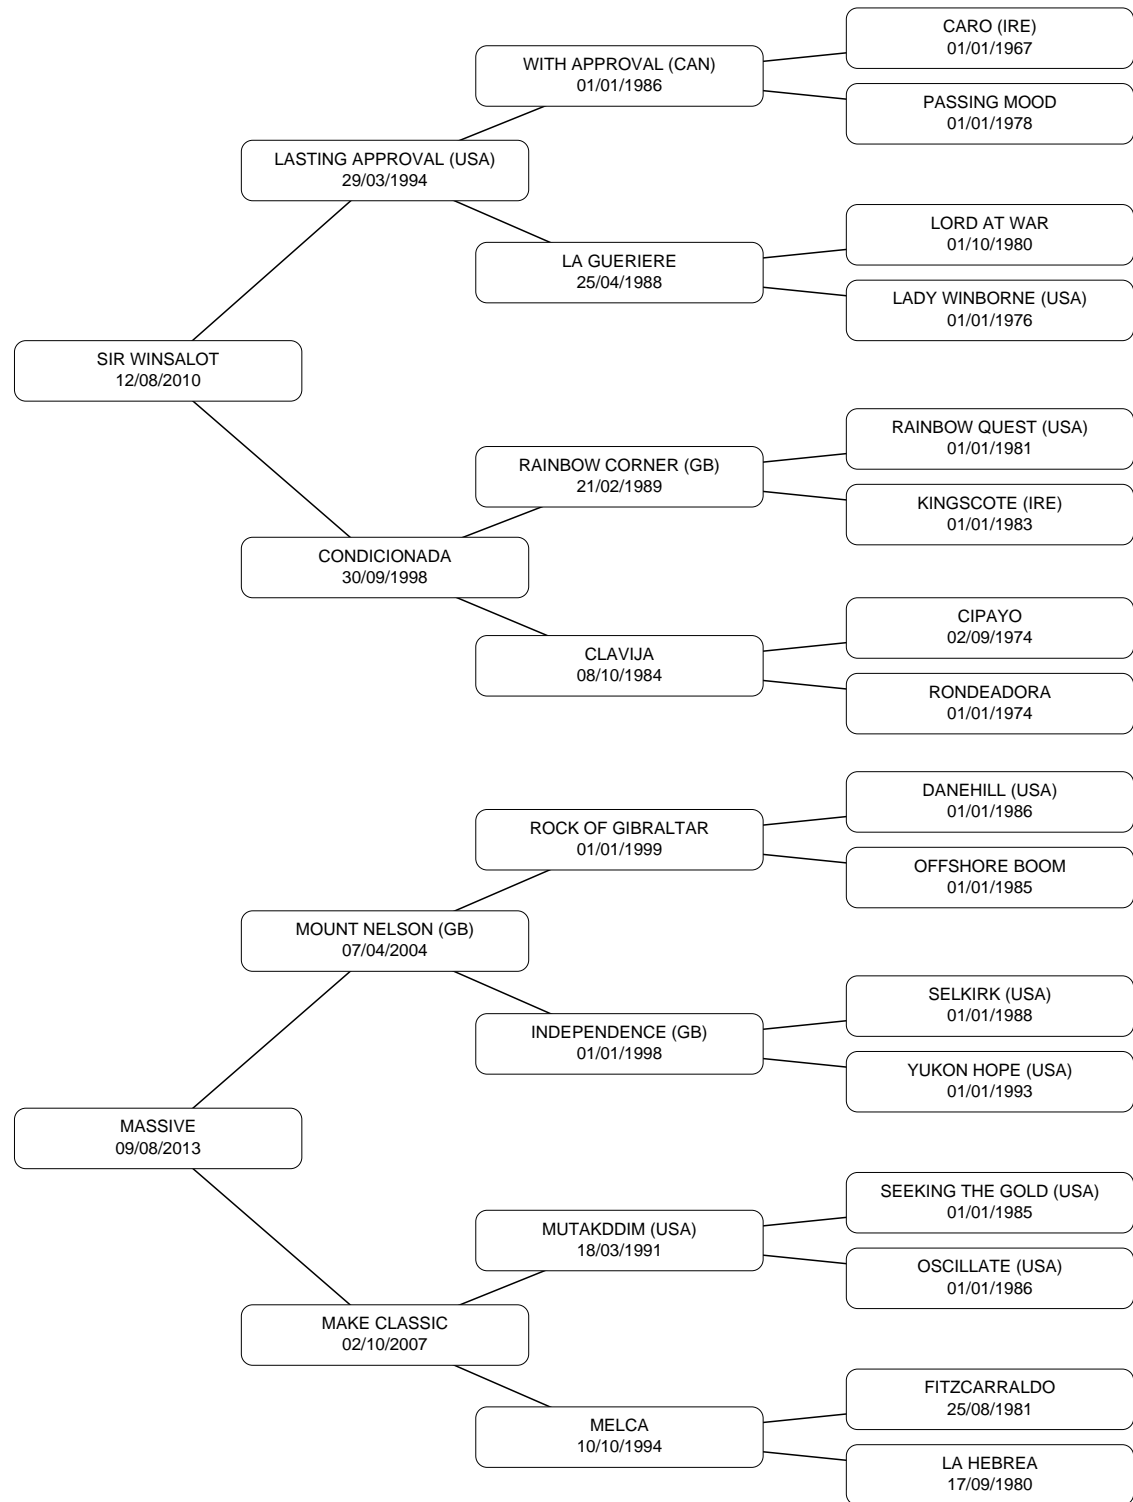 CARO (IRE)
01/01/1967
WITH APPROVAL (CAN)
01/01/1986
PASSING MOOD
01/01/1978
LASTING APPROVAL (USA)
29/03/1994
LORD AT WAR
01/10/1980
LA GUERIERE
25/04/1988
LADY WINBORNE (USA)
01/01/1976
SIR WINSALOT
12/08/2010
RAINBOW QUEST (USA)
01/01/1981
RAINBOW CORNER (GB)
21/02/1989
KINGSCOTE (IRE)
01/01/1983
CONDICIONADA
30/09/1998
CIPAYO
02/09/1974
CLAVIJA
08/10/1984
RONDEADORA
01/01/1974
DANEHILL (USA)
01/01/1986
ROCK OF GIBRALTAR
01/01/1999
OFFSHORE BOOM
01/01/1985
MOUNT NELSON (GB)
07/04/2004
SELKIRK (USA)
01/01/1988
INDEPENDENCE (GB)
01/01/1998
YUKON HOPE (USA)
01/01/1993
MASSIVE
09/08/2013
SEEKING THE GOLD (USA)
01/01/1985
MUTAKDDIM (USA)
18/03/1991
OSCILLATE (USA)
01/01/1986
MAKE CLASSIC
02/10/2007
FITZCARRALDO
25/08/1981
MELCA
10/10/1994
LA HEBREA
17/09/1980